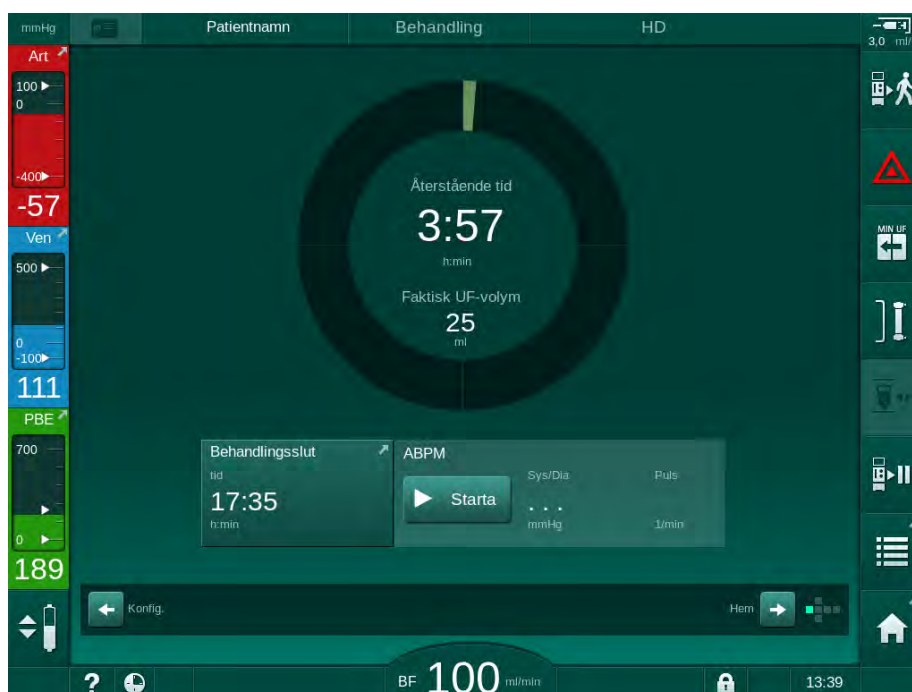 mmHg
Patientnamn
Behandling
HD
3,0 ml/
Art
100
0
-400
-57
Ven
500
0
-100
111
PBE
700
0
189
Återstående tid
3:57
h:min
Faktisk UF-volym
25
ml
Behandlingsslut
tid
17:35
h:min
ABPM
Starta
Sys/Dia
. . .
mmHg
Puls
1/min
MIN UF
Konfig.
Hem
?
BF 100 ml/min
13:39